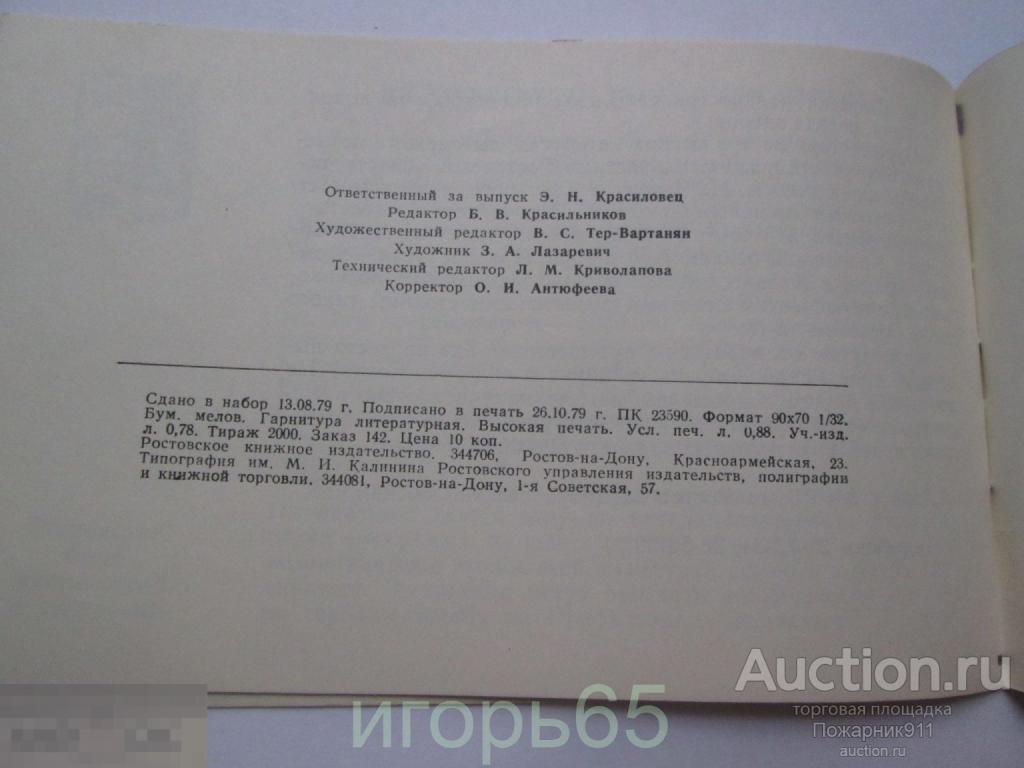 Ответственный за выпуск Э. Н. Красиловец
Редактор Б. В. Красильников
Художественный редактор В. С. Тер-Вартанян
Художник З. А. Лазаревич
Технический редактор Л. М. Криволапова
Корректор О. И. Антюфеева
Сдано в набор 13.08.79 г. Подписано в печать 26.10.79 г. ПК 23590. Формат 90х70 1/32.
Бум. мелов. Гарнитура литературная. Высокая печать. Усл. печ. л. 0,88. Уч.-изд.
л. 0,78. Тираж 2000. Заказ 142. Цена 10 коп.
Ростовское книжное издательство. 344706, Ростов-на-Дону, Красноармейская, 23.
Типография им. М. И. Калинина Ростовского управления издательств, полиграфии
и книжной торговли. 344081, Ростов-на-Дону, 1-я Советская, 57.
игорь65
Auction.ru
торговая площадка
Пожарник911
auction.ru